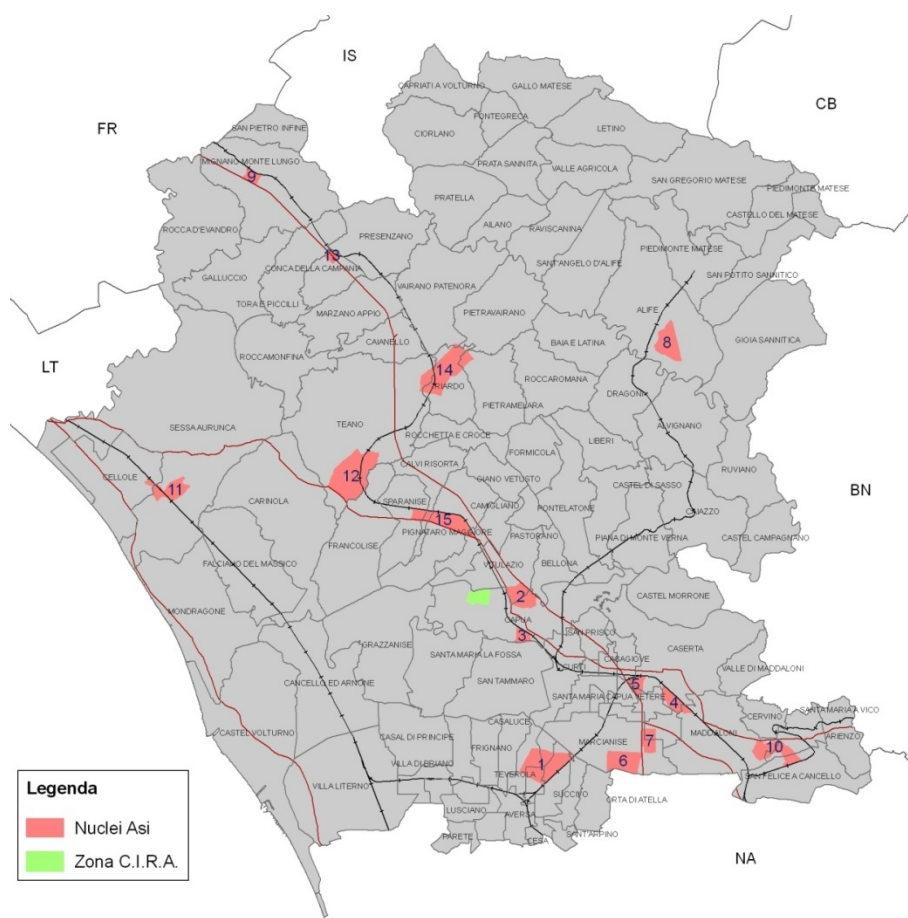 IS
CB
FR
CAPRIATI A VOLTURNO
GALLO MATESE
FONTEGRECA
SAN PIETRO INFINE
CIORLANO
LETINO
MIGNANO MONTE LUNGO
PRATA SANNITA
VALLE AGRICOLA
9
SAN GREGORIO MATESE
PIEDIMONTE MATESE
PRATELLA
CASTELLO DEL MATESE
ROCCA D'EVANDRO
AILANO
RAVISCANINA
PRESENZANO
PIEDIMONTE MATESE
13
SANT'ANGELO D'ALIFE
CONCA DELLA CAMPANIA
SAN POTITO SANNITICO
GALLUCCIO
VAIRANO PATENORA
TORA E PICCILLI
MARZANO APPIO
PIETRAVAIRANO
ALIFE
CAIANELLO
BAIA E LATINA
8
GIOIA SANNITICA
LT
ROCCAMONFINA
14
ROCCAROMANA
RIARDO
DRAGONI
PIETRAMELARA
SESSA AURUNCA
TEANO
ALVIGNANO
ROCCHETTA E CROCE
LIBERI
FORMICOLA
CALVI RISORTA
RUVIANO
CELLOLE
12
GIANO VETUSTO
CASTEL DI SASSO
11
CARINOLA
SPARANISE
CAMIGLIANO
PONTELATONE
CAIAZZO
BN
15
PIGNATARO MAGGIORE
PASTORANO
PIANA DI MONTE VERNA
CASTEL CAMPAGNANO
FRANCOLISE
FALCIANO DEL MASSICO
VITULAZIO
BELLONA
2
CASTEL MORRONE
MONDRAGONE
CAPUA
3
SAN PRISCO
GRAZZANISE
CASAGIOVE
CASERTA
SANTA MARIA LA FOSSA
CURTI
VALLE DI MADDALONI
SAN TAMMARO
5
CANCELLO ED ARNONE
SANTA MARIA CAPUA VETERE
4
CERVINO
SANTA MARIA A VICO
CASALUCE
CASTEL VOLTURNO
MADDALONI
ARIENZO
CASAL DI PRINCIPE
FRIGNANO
MARCIANISE
7
10
VILLA DI BRIANO
1
6
TEVEROLA
SAN FELICE A CANCELLO
VILLA LITERNO
SUCCIVO
LUSCIANO
AVERSA
ORTA DI ATELLA
PARETE
CESA
SANT'ARPINO
NA
Legenda
Nuclei Asi
Zona C.I.R.A.